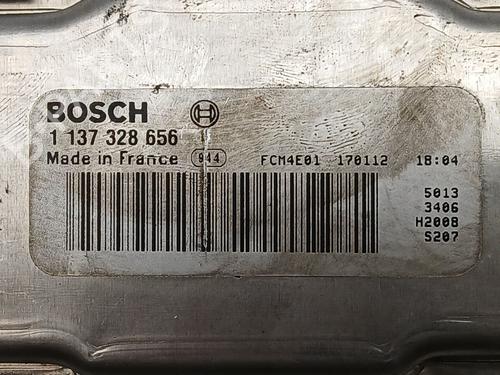 BOSCH
1 137 328 656
Made in France 944 FCM4E01 170112 18:04
5013
3406
H2008
S207